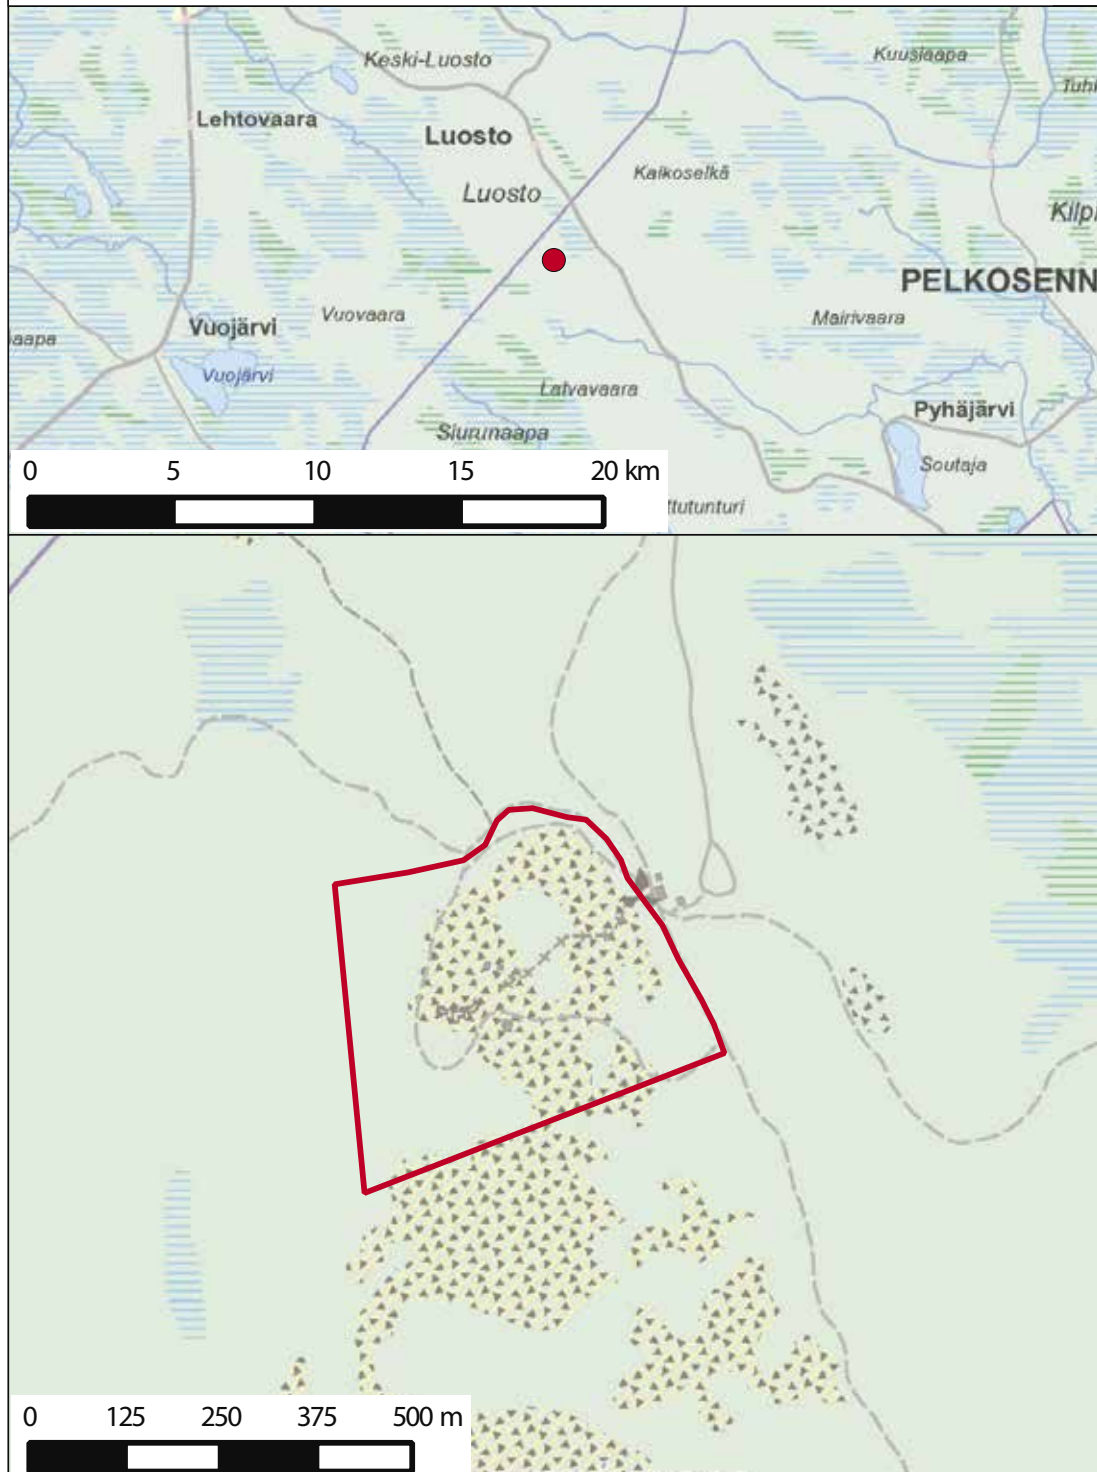 Keski-Luosto
Kuusiaapa
Lehtovaara
Luosto
Kaikoselkä
Luosto
PELKOSENN
Vuovaara
Mairivaara
Vuojärvi
aapa
Vuojärvi
Latvavaara
Pyhäjärvi
Siurunaapa
Soutaja
0 5 10 15 20 km
ttutunturi
0 125 250 375 500 m